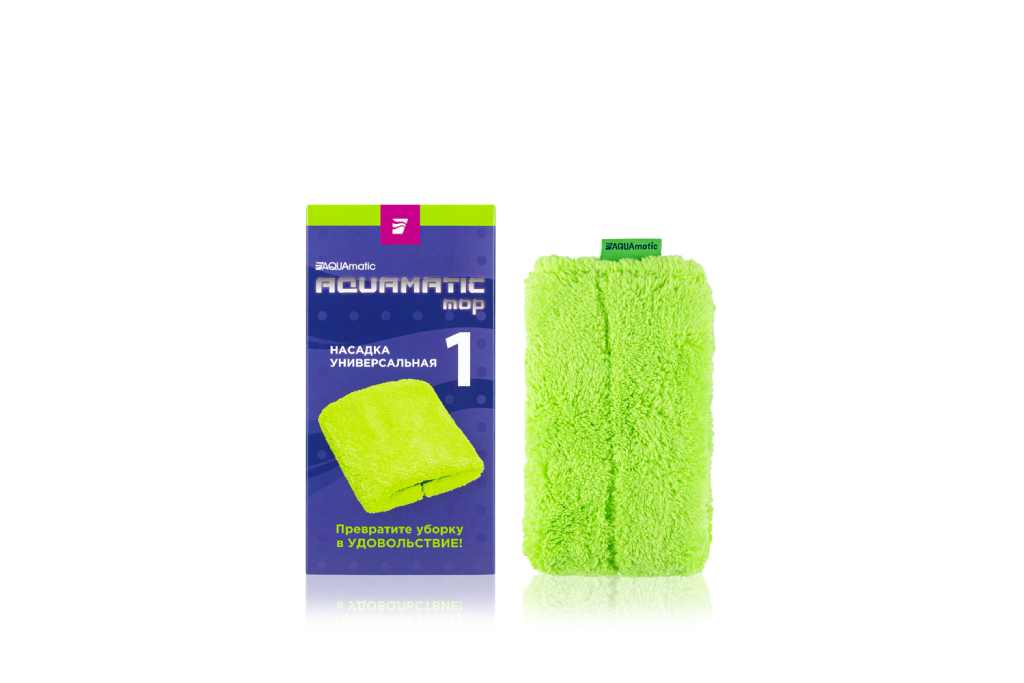 AQUAmatic
AQUAMATIC
mop
НАСАДКА
УНИВЕРСАЛЬНАЯ
1
Превратите уборку
в УДОВОЛЬСТВИЕ!
AQUAmatic